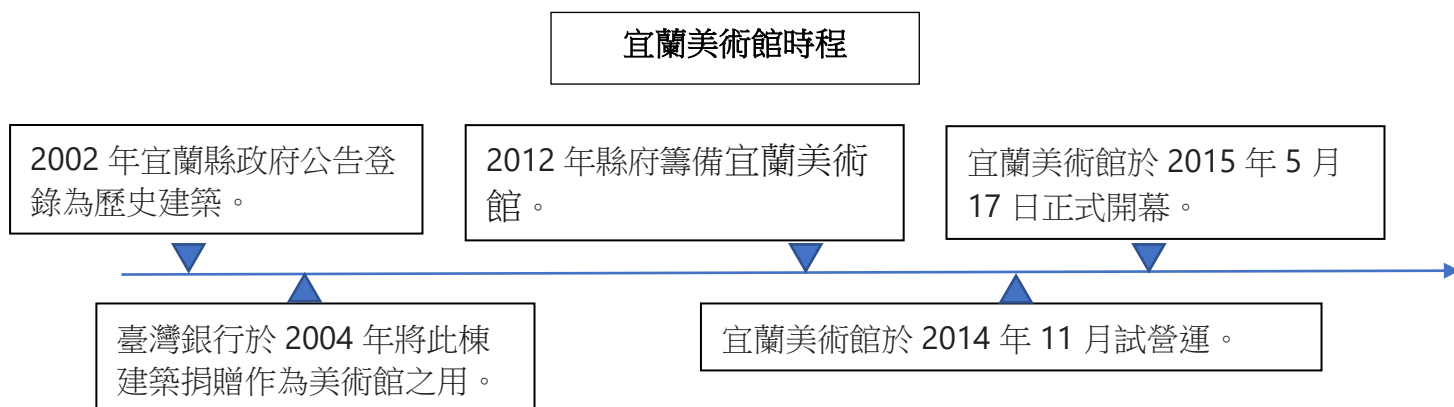 宜蘭美術館時程
2002 年宜蘭縣政府公告登
錄為歷史建築。
2012 年縣府籌備宜蘭美術
館。
宜蘭美術館於 2015 年 5 月
17 日正式開幕。
臺灣銀行於 2004 年將此棟
建築捐贈作為美術館之用。
宜蘭美術館於 2014 年 11 月試營運。